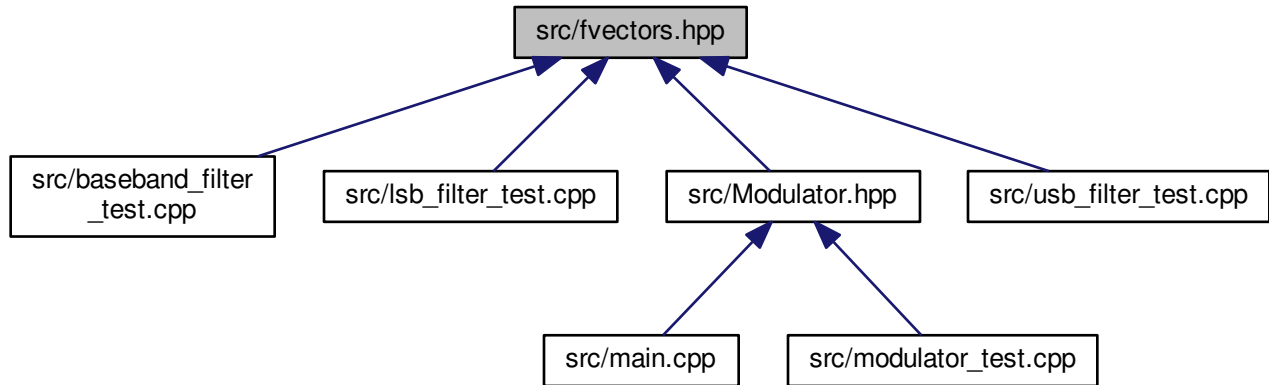 src/fvectors.hpp
src/baseband_filter
_test.cpp
src/lsb_filter_test.cpp
src/Modulator.hpp
src/usb_filter_test.cpp
src/main.cpp
src/modulator_test.cpp